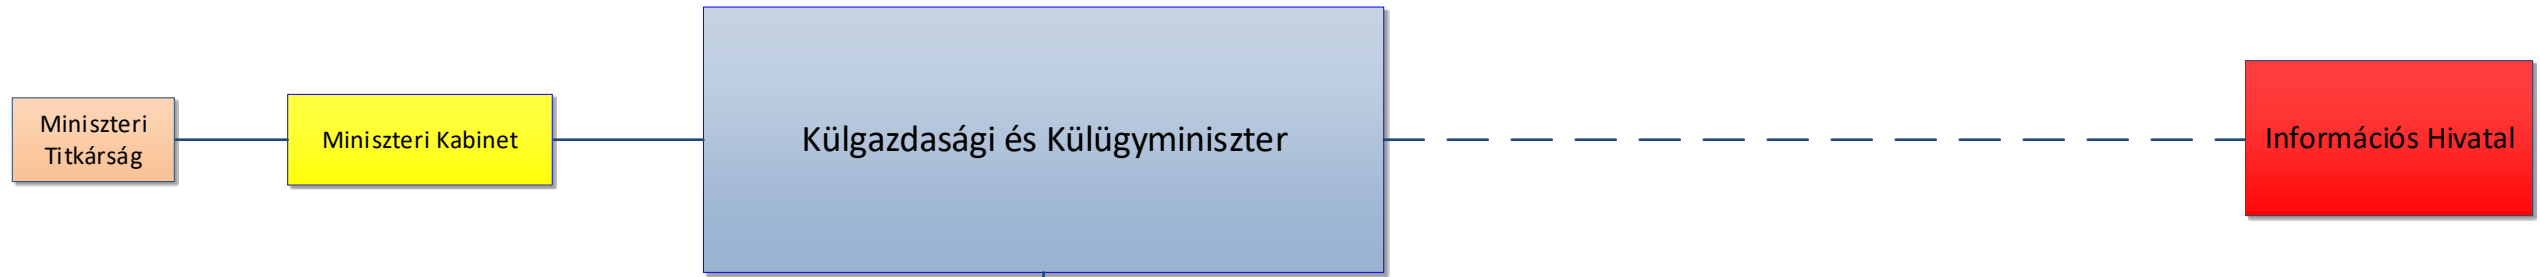 Miniszteri
Titkárság
Miniszteri Kabinet
Külgazdasági és Külügyminiszter
Információs Hivatal